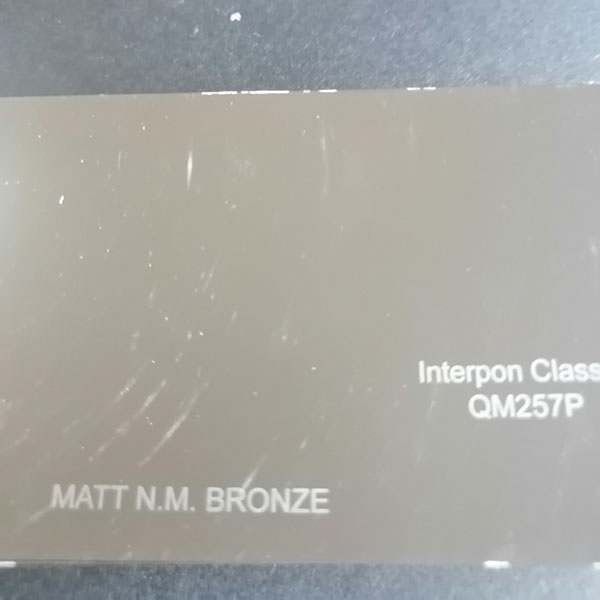 Interpon Class
QM257P
MATT N.M. BRONZE